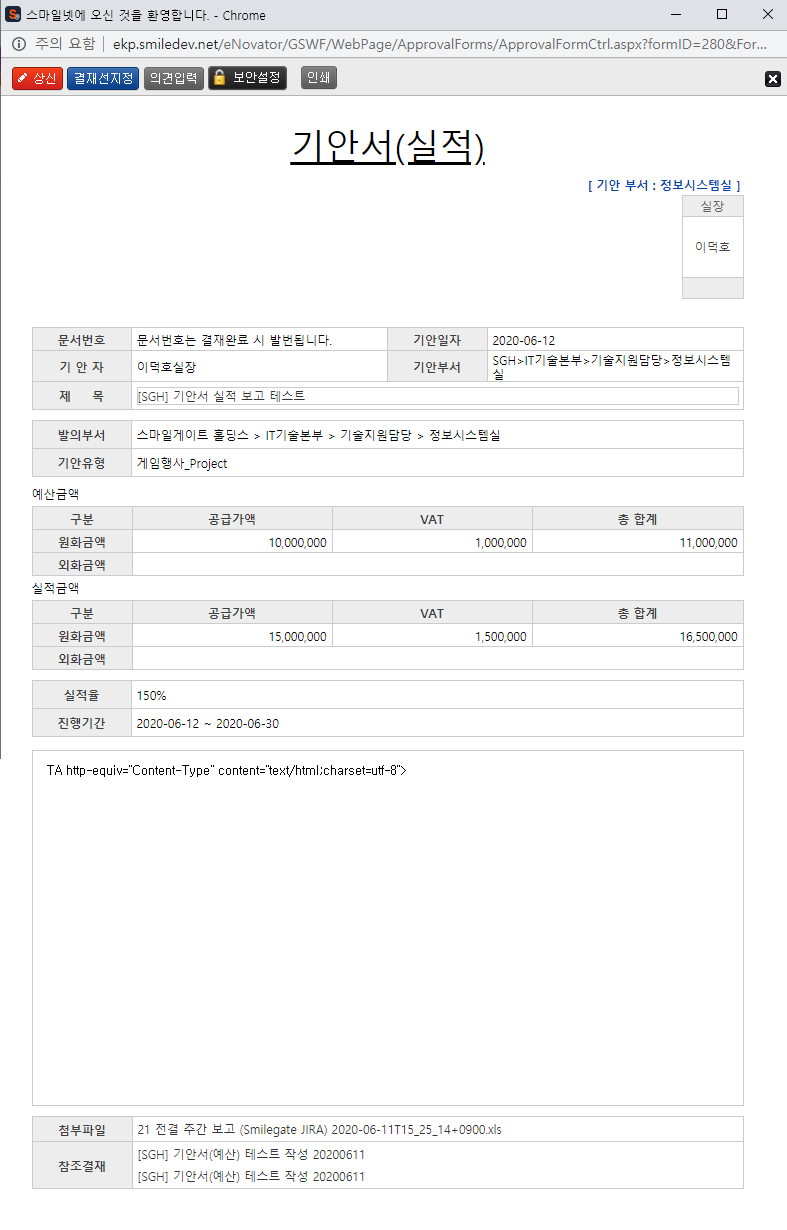 스마일넷에 오신 것을 환영합니다. - Chrome
주의 요함 | ekp.smiledev.net/eNovator/GSWF/WebPage/ApprovalForms/ApprovalFormCtrl.aspx?formID=280&For...
상신 결재선지정 의견입력 보안설정 인쇄
기안서(실적)
[ 기안 부서 : 정보시스템실 ]
실장
이덕호
문서번호 문서번호는 결재완료 시 발번됩니다. 기안일자 2020-06-12
기 안 자 이덕호실장 기안부서 SGH>IT기술본부>기술지원담당>정보시스템
실
제 목 [SGH] 기안서 실적 보고 테스트
발의부서 스마일게이트 홀딩스 > IT기술본부 > 기술지원담당 > 정보시스템실
기안유형 게임행사_Project
예산금액
구분 공급가액 VAT 총 합계
원화금액 10,000,000 1,000,000 11,000,000
외화금액
실적금액
구분 공급가액 VAT 총 합계
원화금액 15,000,000 1,500,000 16,500,000
외화금액
실적율 150%
진행기간 2020-06-12 ~ 2020-06-30
TA http-equiv="Content-Type" content="text/html;charset=utf-8">
첨부파일 21 전결 주간 보고 (Smilegate JIRA) 2020-06-11T15_25_14+0900.xls
참조결재 [SGH] 기안서(예산) 테스트 작성 20200611
[SGH] 기안서(예산) 테스트 작성 20200611